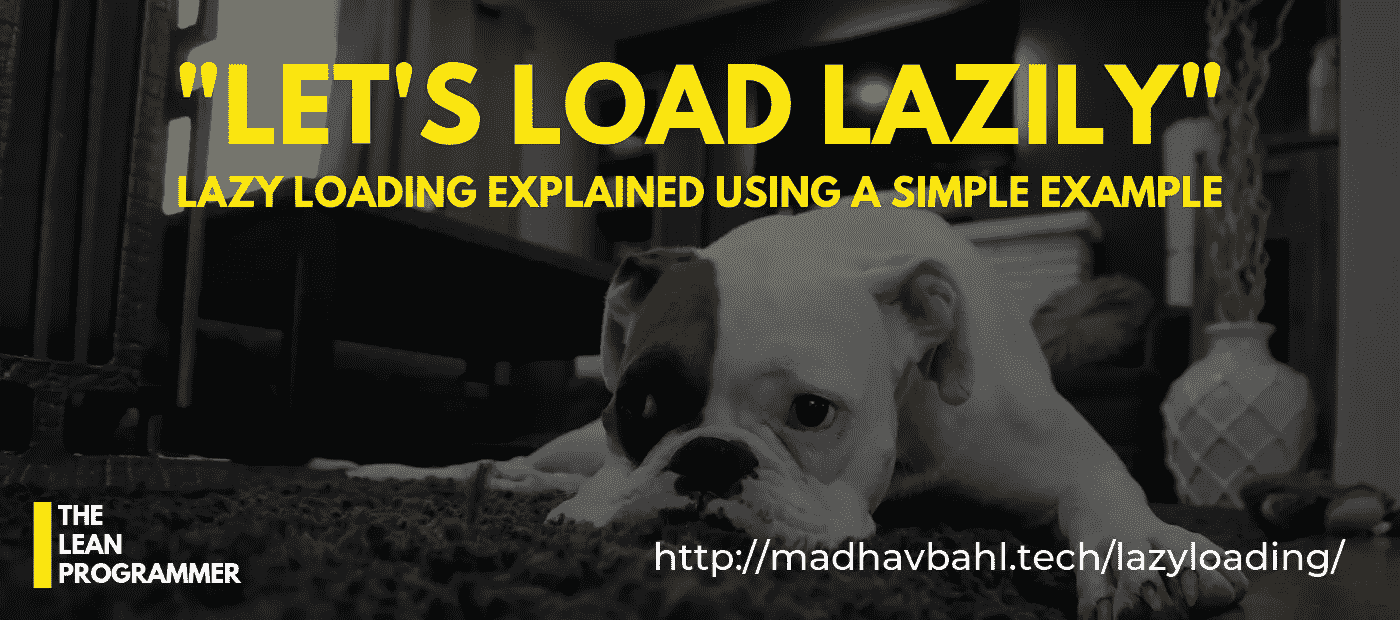 "LET'S LOAD LAZILY"
LAZY LOADING EXPLAINED USING A SIMPLE EXAMPLE
THE
LEAN
PROGRAMMER
http://madhavbahl.tech/lazyloading/